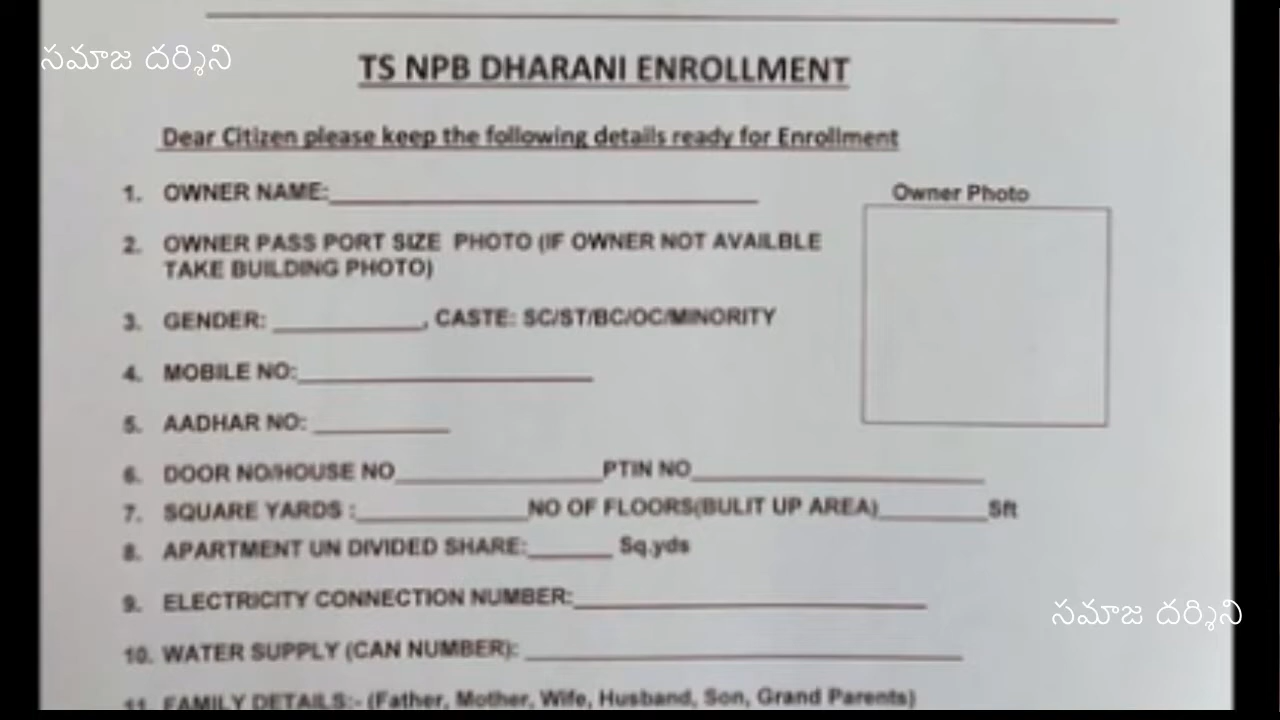 సమాజ దర్శిని
TS NPB DHARANI ENROLLMENT
Dear Citizen please keep the following details ready for Enrollment
1. OWNER NAME:
Owner Photo
2. OWNER PASS PORT SIZE PHOTO (IF OWNER NOT AVAILBLE
TAKE BUILDING PHOTO)
3. GENDER: , CASTE: SC/ST/BC/OC/MINORITY
4. MOBILE NO:
5. AADHAR NO:
6. DOOR NO/HOUSE NO PTIN NO
7. SQUARE YARDS : NO OF FLOORS(BULIT UP AREA) Sft
8. APARTMENT UN DIVIDED SHARE: Sq.yds
9. ELECTRICITY CONNECTION NUMBER:
సమాజ దర్శిని
10. WATER SUPPLY (CAN NUMBER):
11. FAMILY DETAILS:- (Father, Mother, Wife, Husband, Son, Grand Parents)